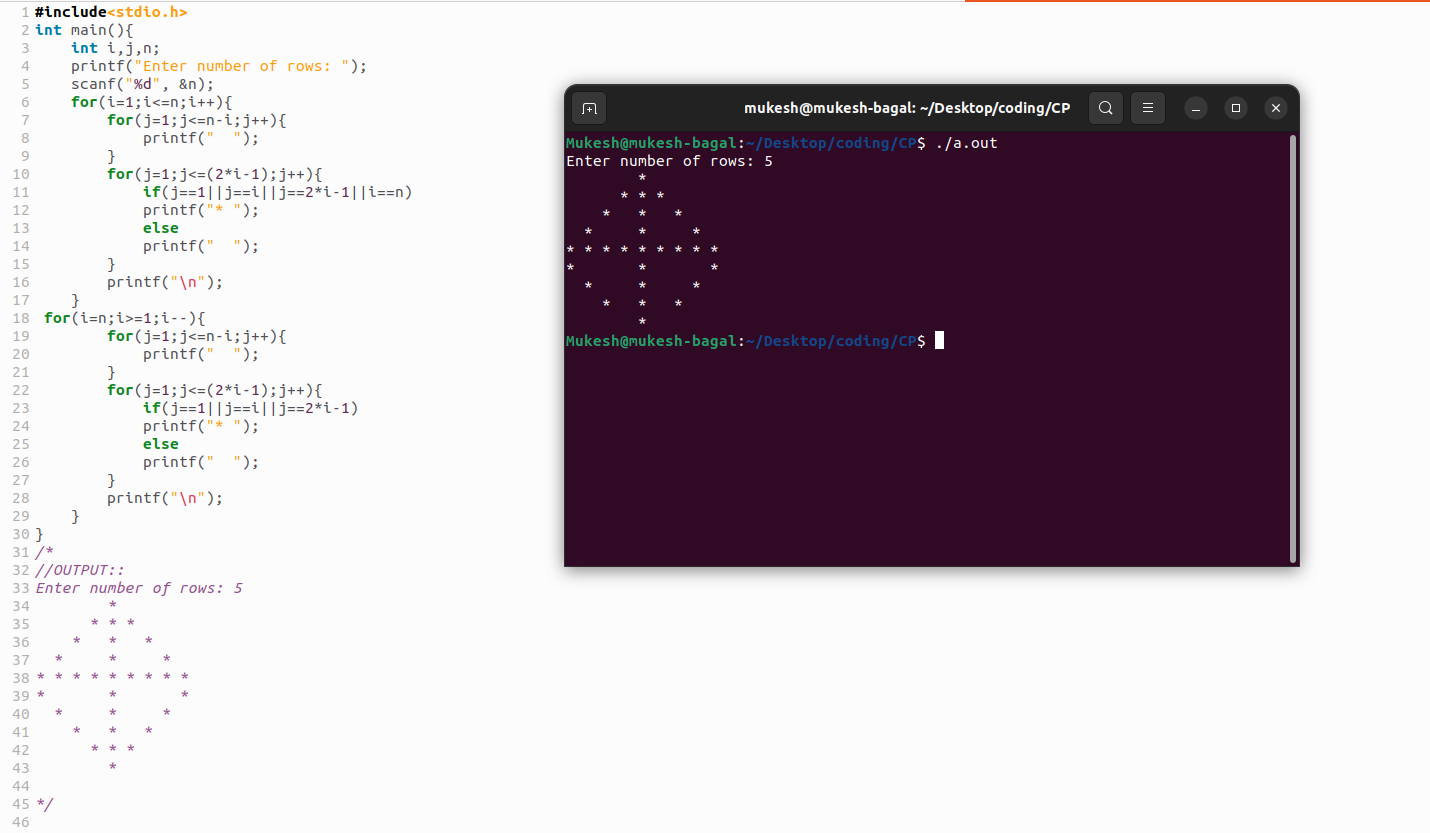 1 #include<stdio.h>
2 int main(){
3     int i,j,n;
4     printf("Enter number of rows: ");
5     scanf("%d", &n);
6     for(i=1;i<=n;i++){
7         for(j=1;j<=n-i;j++){
8             printf("  ");
9         }
10         for(j=1;j<=(2*i-1);j++){
11             if(j==1||j==i||j==2*i-1||i==n)
12             printf("* ");
13             else
14             printf("  ");
15         }
16         printf("\n");
17     }
18  for(i=n;i>=1;i--){
19         for(j=1;j<=n-i;j++){
20             printf("  ");
21         }
22         for(j=1;j<=(2*i-1);j++){
23             if(j==1||j==i||j==2*i-1)
24             printf("* ");
25             else
26             printf("  ");
27         }
28         printf("\n");
29     }
30 }
31 /*
32 //OUTPUT::
33 Enter number of rows: 5
34         *
35       * * *
36     *   *   *
37   *     *     *
38 * * * * * * * * *
39 *       *       *
40   *     *     *
41     *   *   *
42       * * *
43         *
44
45 */
46
mukesh@mukesh-bagal: ~/Desktop/coding/CP
Mukesh@mukesh-bagal:~/Desktop/coding/CP$ ./a.out
Enter number of rows: 5
        *
      * * *
    *   *   *
  *     *     *
* * * * * * * * *
*       *       *
  *     *     *
    *   *   *
        *
Mukesh@mukesh-bagal:~/Desktop/coding/CP$